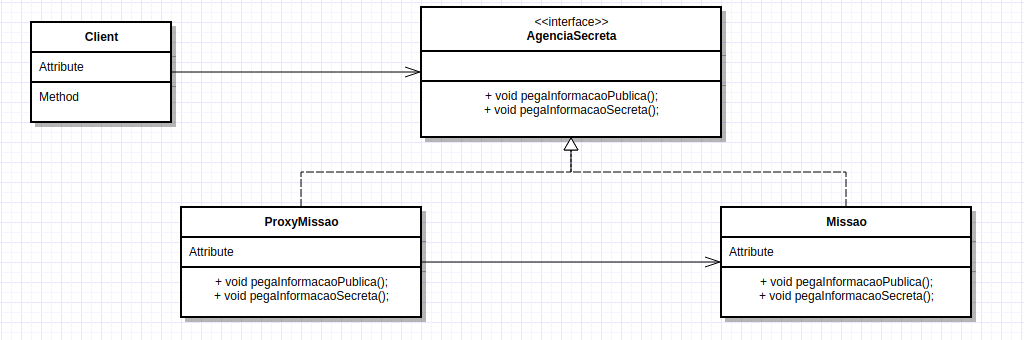 Client
Attribute
Method
<<interface>>
AgenciaSecreta
+ void pegaInformacaoPublica();
+ void pegaInformacaoSecreta();
ProxyMissao
Attribute
+ void pegaInformacaoPublica();
+ void pegaInformacaoSecreta();
Missao
Attribute
+ void pegaInformacaoPublica();
+ void pegaInformacaoSecreta();